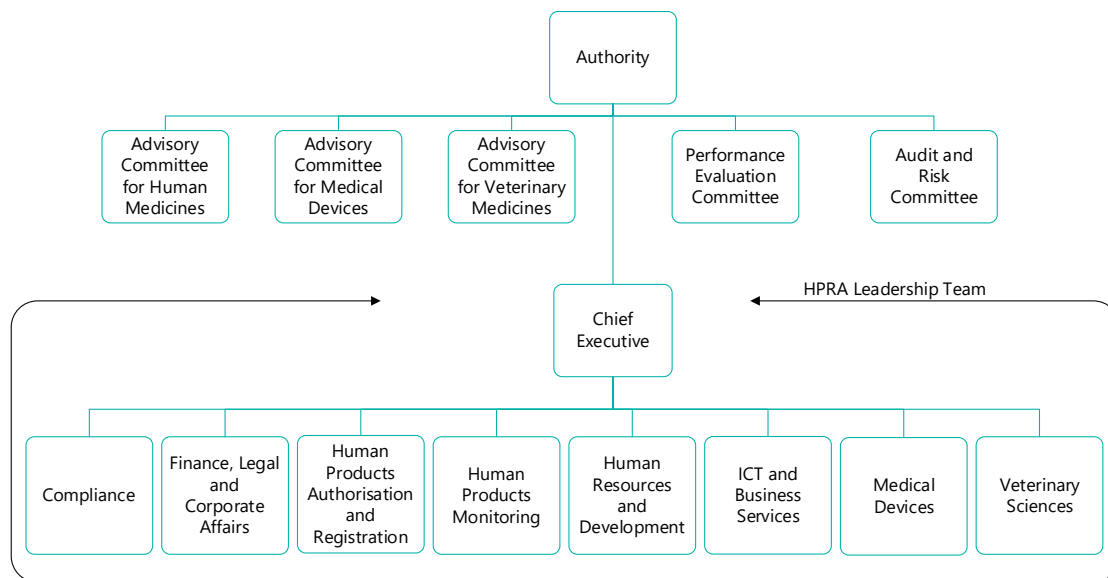 Authority
Advisory
Committee
for Human
Medicines
Advisory
Committee
for Medical
Devices
Advisory
Committee
for Veterinary
Medicines
Performance
Evaluation
Committee
Audit and
Risk
Committee
HPRA Leadership Team
Chief
Executive
Compliance
Finance, Legal
and
Corporate
Affairs
Human
Products
Authorisation
and
Registration
Human
Products
Monitoring
Human
Resources
and
Development
ICT and
Business
Services
Medical
Devices
Veterinary
Sciences